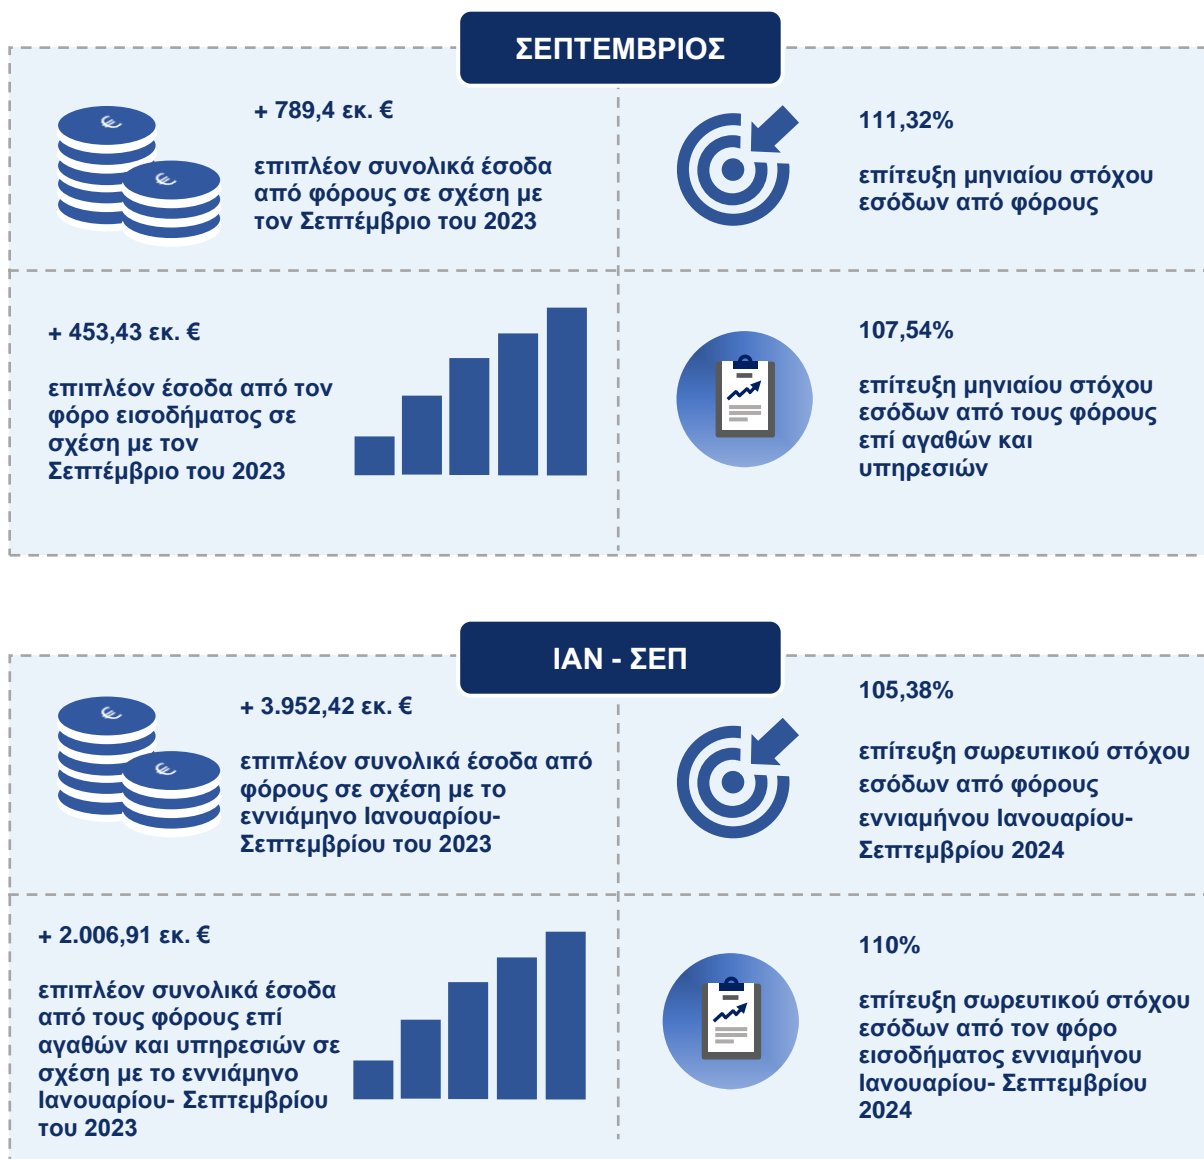 ΣΕΠΤΕΜΒΡΙΟΣ
+ 789,4 εκ. €
επιπλέον συνολικά έσοδα
από φόρους σε σχέση με
τον Σεπτέμβριο του 2023
111,32%
επίτευξη μηνιαίου στόχου
εσόδων από φόρους
+ 453,43 εκ. €
επιπλέον έσοδα από τον
φόρο εισοδήματος σε
σχέση με τον
Σεπτέμβριο του 2023
107,54%
επίτευξη μηνιαίου στόχου
εσόδων από τους φόρους
επί αγαθών και
υπηρεσιών
ΙΑΝ - ΣΕΠ
+ 3.952,42 εκ. €
επιπλέον συνολικά έσοδα από
φόρους σε σχέση με το
εννιάμηνο Ιανουαρίου-
Σεπτεμβρίου του 2023
105,38%
επίτευξη σωρευτικού στόχου
εσόδων από φόρους
εννιαμήνου Ιανουαρίου-
Σεπτεμβρίου 2024
+ 2.006,91 εκ. €
επιπλέον συνολικά έσοδα
από τους φόρους επί
αγαθών και υπηρεσιών σε
σχέση με το εννιάμηνο
Ιανουαρίου- Σεπτεμβρίου
του 2023
110%
επίτευξη σωρευτικού στόχου
εσόδων από τον φόρο
εισοδήματος εννιαμήνου
Ιανουαρίου- Σεπτεμβρίου
2024